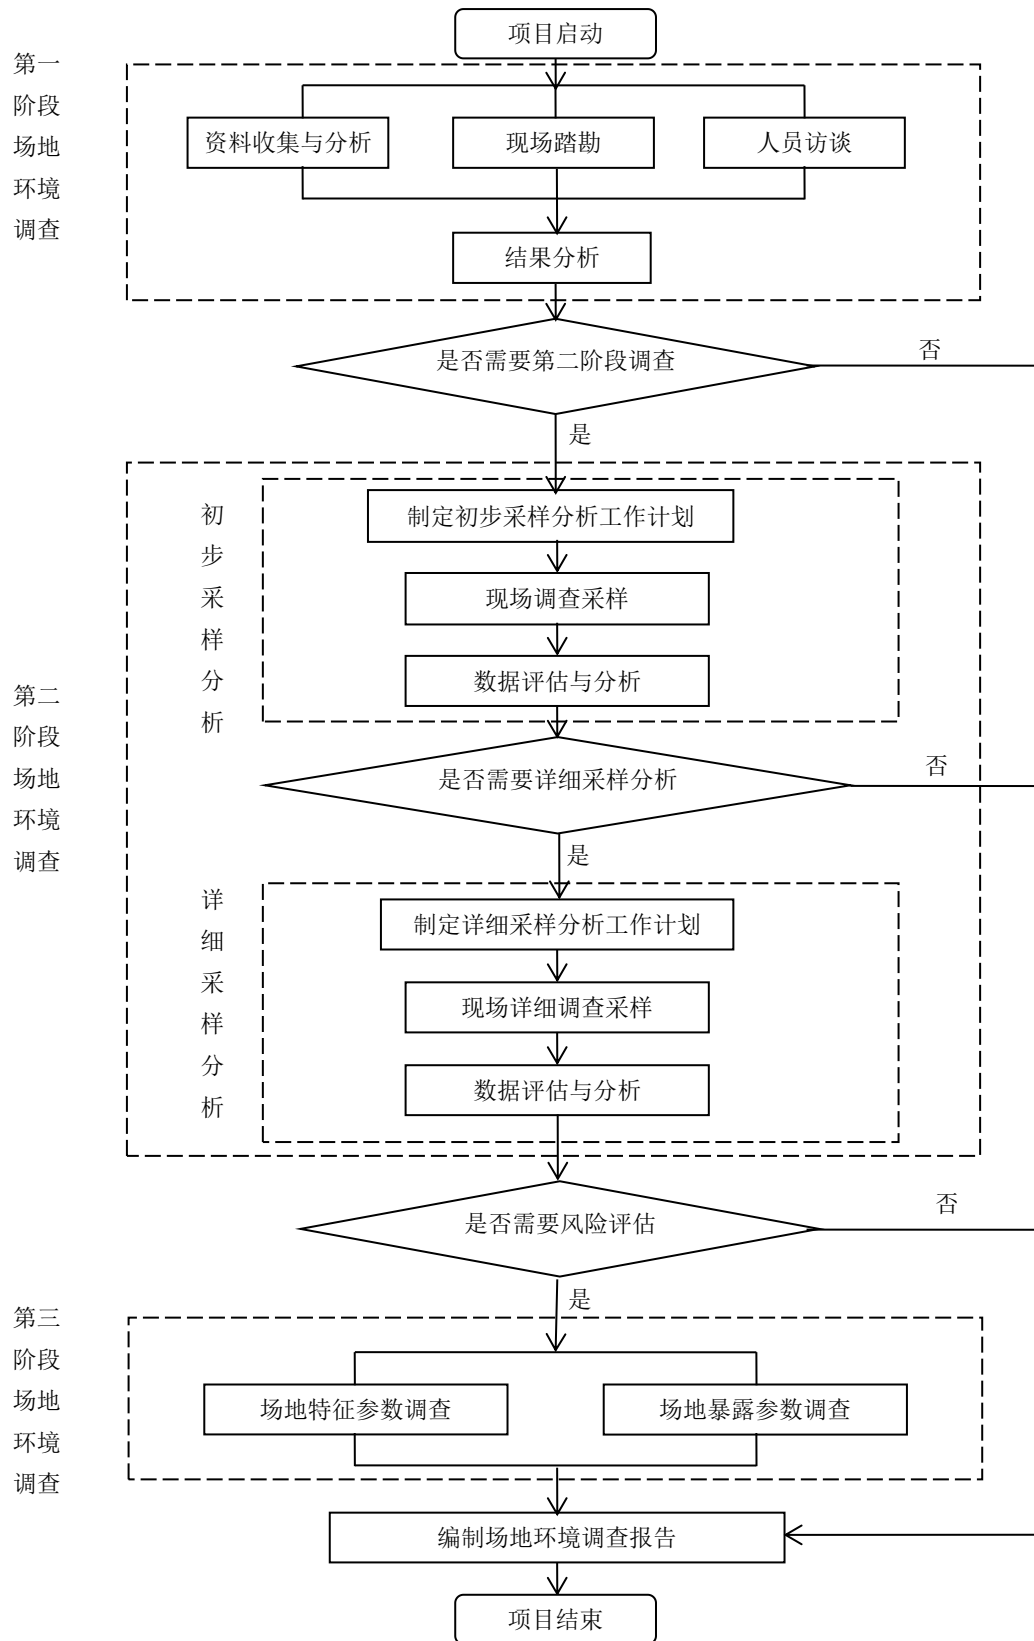 项目启动
第一
阶段
场地
环境
调查
资料收集与分析
现场踏勘
人员访谈
结果分析
是否需要第二阶段调查
否
是
第二
阶段
场地
环境
调查
初
步
采
样
分
析
制定初步采样分析工作计划
现场调查采样
数据评估与分析
是否需要详细采样分析
否
是
详
细
采
样
分
析
制定详细采样分析工作计划
现场详细调查采样
数据评估与分析
是否需要风险评估
否
是
第三
阶段
场地
环境
调查
场地特征参数调查
场地暴露参数调查
编制场地环境调查报告
项目结束